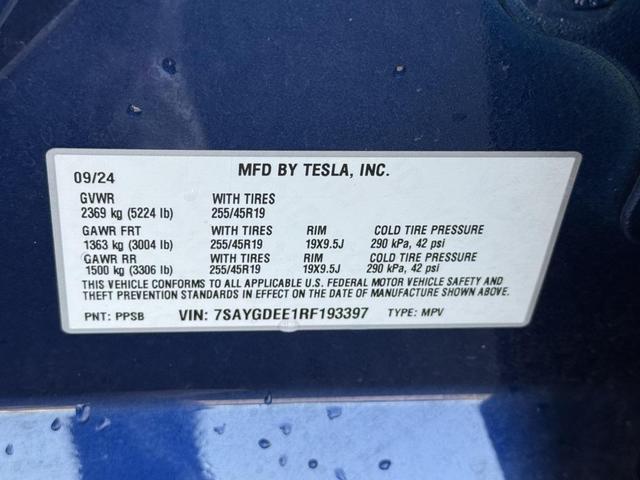 09/24 MFD BY TESLA, INC.
GVWR WITH TIRES
2369 kg (5224 lb) 255/45R19
GAWR FRT WITH TIRES RIM COLD TIRE PRESSURE
1363 kg (3004 lb) 255/45R19 19X9.5J 290 kPa, 42 psi
GAWR RR WITH TIRES RIM COLD TIRE PRESSURE
1500 kg (3306 lb) 255/45R19 19X9.5J 290 kPa, 42 psi
THIS VEHICLE CONFORMS TO ALL APPLICABLE U.S. FEDERAL MOTOR VEHICLE SAFETY AND
THEFT PREVENTION STANDARDS IN EFFECT ON THE DATE OF MANUFACTURE SHOWN ABOVE.
PNT: PPSB VIN: 7SAYGDEE1RF193397 TYPE: MPV